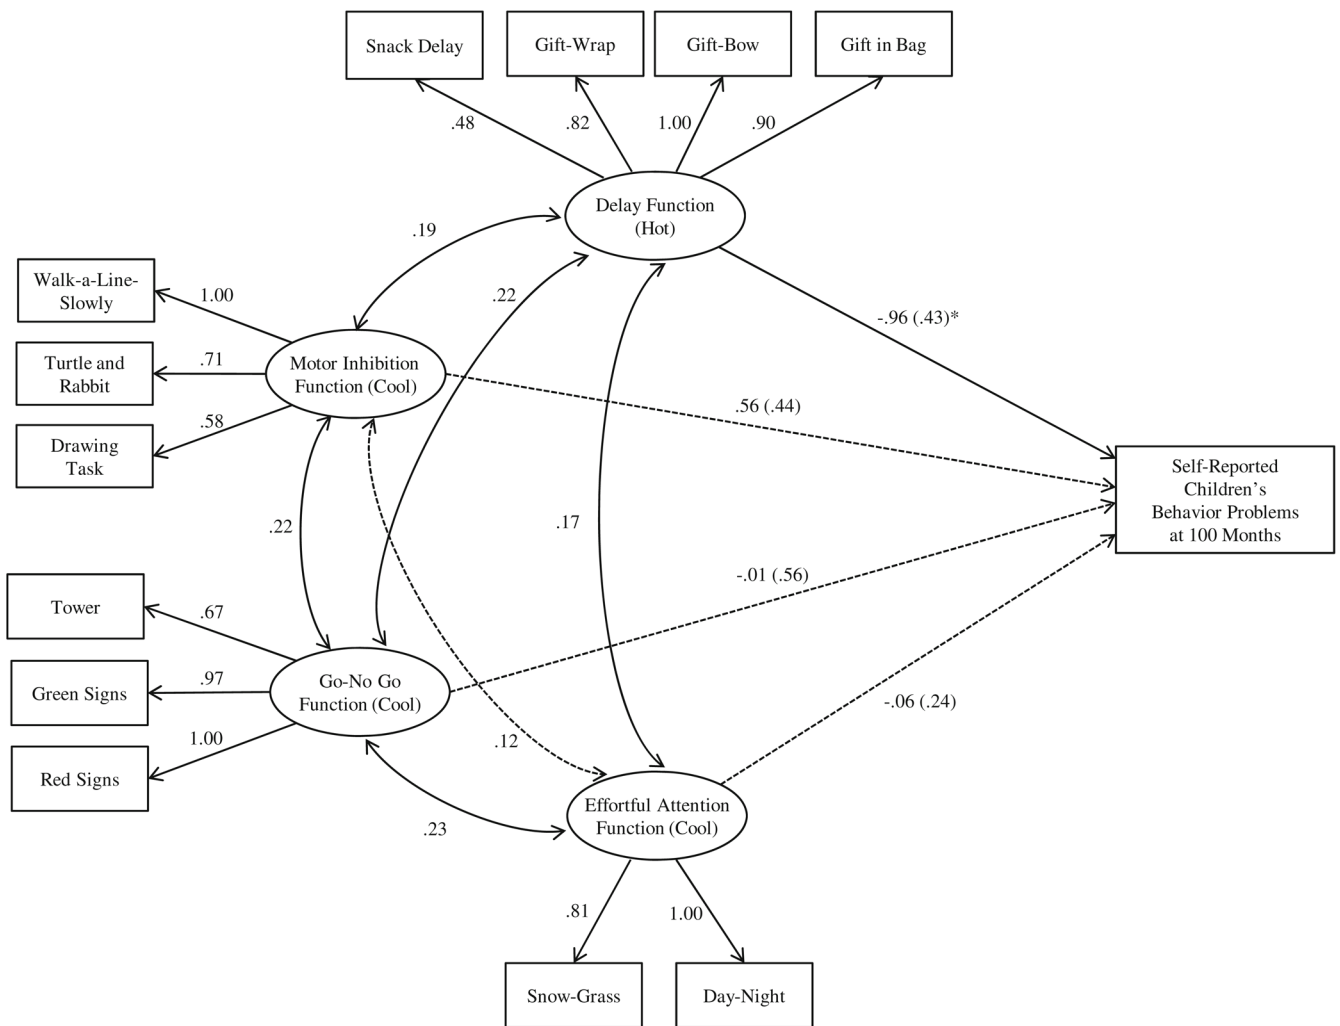 Snack Delay
Gift-Wrap
Gift-Bow
Gift in Bag
.48
.82
1.00
.90
Delay Function
(Hot)
.19
Walk-a-Line-
Slowly
1.00
.22
-.96 (.43)*
Turtle and
Rabbit
.71
Motor Inhibition
Function (Cool)
.56 (.44)
Drawing
Task
.58
Self-Reported
Children’s
Behavior Problems
at 100 Months
.22
.17
-.01 (.56)
Tower
.67
Green Signs
.97
Go-No Go
Function (Cool)
-.06 (.24)
Red Signs
1.00
.12
.23
Effortful Attention
Function (Cool)
.81
1.00
Snow-Grass
Day-Night